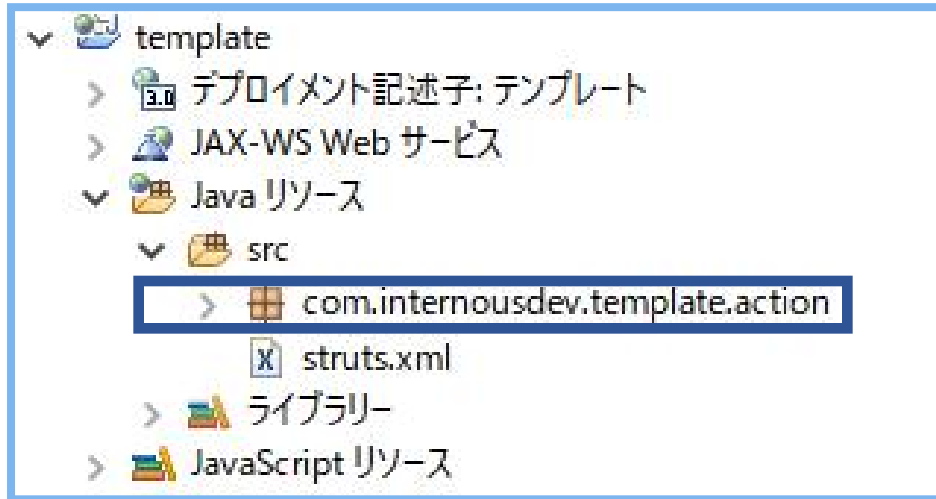 template
3.0 デプロイメント記述子: テンプレート
JAX-WS Web サービス
Java リソース
src
com.internousdev.template.action
X struts.xml
ライブラリー
JavaScript リソース